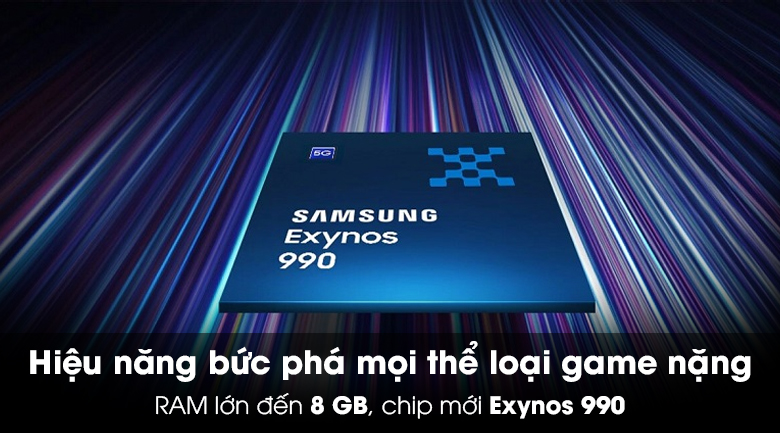 5G
SAMSUNG
Exynos
990
Hiệu năng bức phá mọi thể loại game nặng
RAM lớn đến 8 GB, chip mới Exynos 990